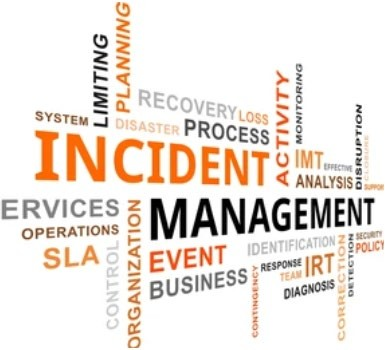 PLANNING
LIMITING
RECOVERY
LOSS
SYSTEM
DISASTER
PROCESS
ACTIVITY
MONITORING
INCIDENT
IMT
EFFECTIVE
DISRUPTION
CLOSURE
ANALYSIS
SUPPORT
ERVICES
MANAGEMENT
OPERATIONS
SLA
CONTROL
ORGANIZATION
EVENT
BUSINESS
IDENTIFICATION
CONTINGENCY
RESPONSE
TEAM
IRT
DIAGNOSIS
CORRECTION
DETECTION
SECURITY
POLICY